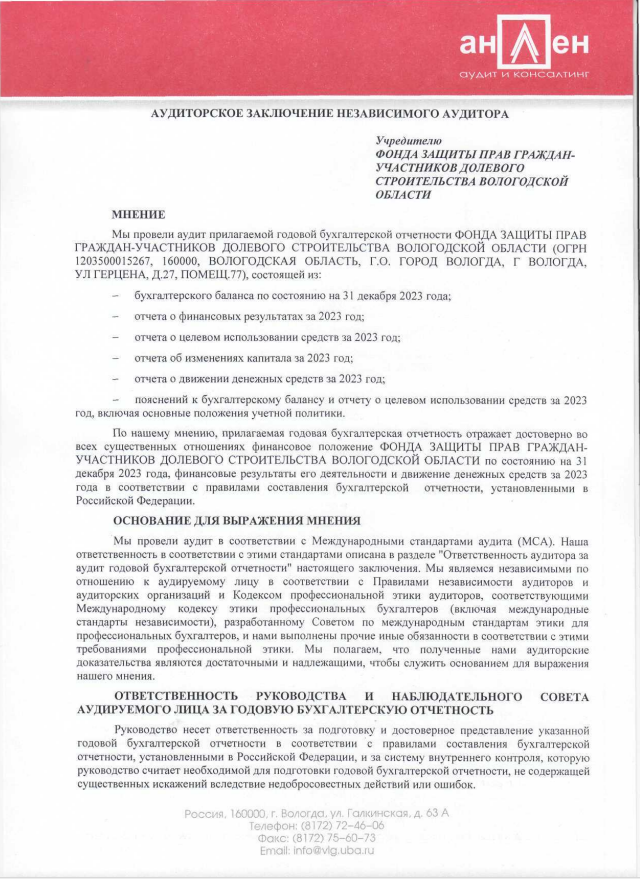 ан Л ен
аудит и консалтинг
АУДИТОРСКОЕ ЗАКЛЮЧЕНИЕ НЕЗАВИСИМОГО АУДИТОРА
Учредителю
ФОНДА ЗАЩИТЫ ПРАВ ГРАЖДАН-
УЧАСТНИКОВ ДОЛЕВОГО
СТРОИТЕЛЬСТВА ВОЛОГОДСКОЙ
ОБЛАСТИ
МНЕНИЕ
Мы провели аудит прилагаемой годовой бухгалтерской отчетности ФОНДА ЗАЩИТЫ ПРАВ
ГРАЖДАН-УЧАСТНИКОВ ДОЛЕВОГО СТРОИТЕЛЬСТВА ВОЛОГОДСКОЙ ОБЛАСТИ (ОГРН
1203500015267, 160000, ВОЛОГОДСКАЯ ОБЛАСТЬ, Г.О. ГОРОД ВОЛОГДА, Г ВОЛОГДА,
УЛ ГЕРЦЕНА, Д.27, ПОМЕЩ.77), состоящей из:
– бухгалтерского баланса по состоянию на 31 декабря 2023 года;
– отчета о финансовых результатах за 2023 год;
– отчета о целевом использовании средств за 2023 год;
– отчета об изменениях капитала за 2023 год;
– отчета о движении денежных средств за 2023 год;
– пояснений к бухгалтерскому балансу и отчету о целевом использовании средств за 2023
год, включая основные положения учетной политики.
По нашему мнению, прилагаемая годовая бухгалтерская отчетность отражает достоверно во
всех существенных отношениях финансовое положение ФОНДА ЗАЩИТЫ ПРАВ ГРАЖДАН-
УЧАСТНИКОВ ДОЛЕВОГО СТРОИТЕЛЬСТВА ВОЛОГОДСКОЙ ОБЛАСТИ по состоянию на 31
декабря 2023 года, финансовые результаты его деятельности и движение денежных средств за 2023
года в соответствии с правилами составления бухгалтерской отчетности, установленными в
Российской Федерации.
ОСНОВАНИЕ ДЛЯ ВЫРАЖЕНИЯ МНЕНИЯ
Мы провели аудит в соответствии с Международными стандартами аудита (МСА). Наша
ответственность в соответствии с этими стандартами описана в разделе "Ответственность аудитора за
аудит годовой бухгалтерской отчетности" настоящего заключения. Мы являемся независимыми по
отношению к аудируемому лицу в соответствии с Правилами независимости аудиторов и
аудиторских организаций и Кодексом профессиональной этики аудиторов, соответствующими
Международному кодексу этики профессиональных бухгалтеров (включая международные
стандарты независимости), разработанному Советом по международным стандартам этики для
профессиональных бухгалтеров, и нами выполнены прочие иные обязанности в соответствии с этими
требованиями профессиональной этики. Мы полагаем, что полученные нами аудиторские
доказательства являются достаточными и надлежащими, чтобы служить основанием для выражения
нашего мнения.
ОТВЕТСТВЕННОСТЬ РУКОВОДСТВА И НАБЛЮДАТЕЛЬНОГО СОВЕТА
АУДИРУЕМОГО ЛИЦА ЗА ГОДОВУЮ БУХГАЛТЕРСКУЮ ОТЧЕТНОСТЬ
Руководство несет ответственность за подготовку и достоверное представление указанной
годовой бухгалтерской отчетности в соответствии с правилами составления бухгалтерской
отчетности, установленными в Российской Федерации, и за систему внутреннего контроля, которую
руководство считает необходимой для подготовки годовой бухгалтерской отчетности, не содержащей
существенных искажений вследствие недобросовестных действий или ошибок.
Россия, 160000, г. Вологда, ул. Галкинская, д. 63 А
Телефон: (8172) 72-46-06
Факс: (8172) 75-60-73
Email: info@vlg.uba.ru